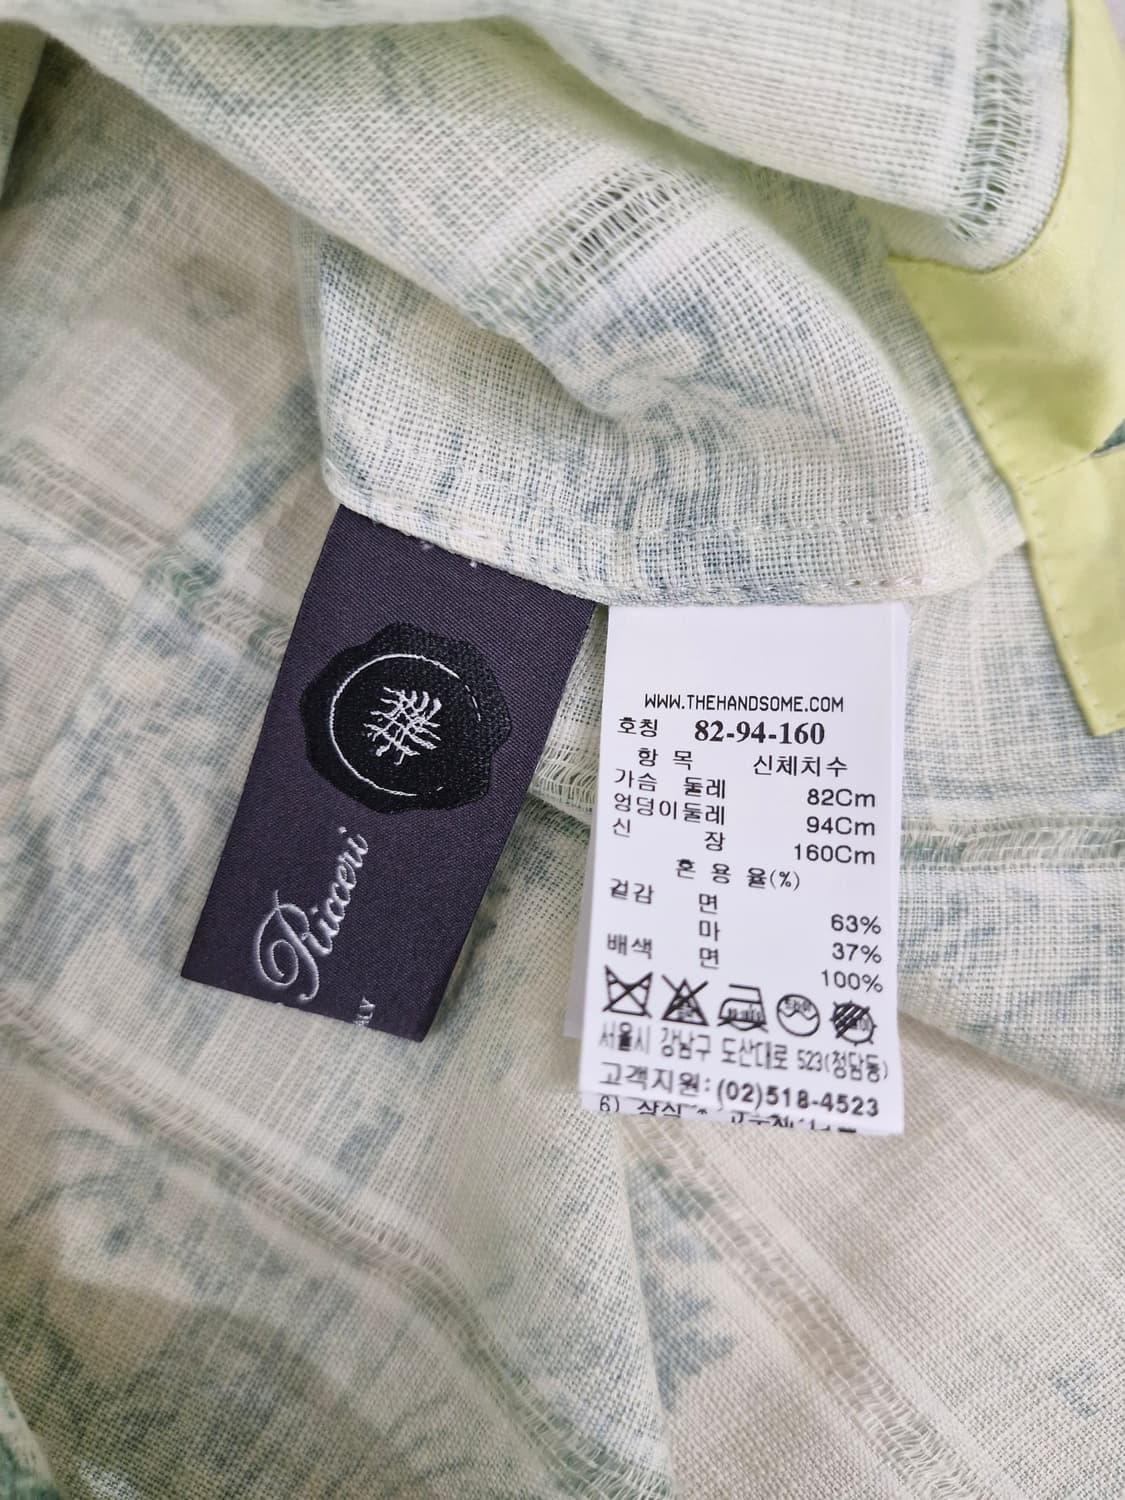 Ricceri
WWW.THEHANDSOME.COM
호칭 82-94-160
항 목 신체치수
가슴 둘레 82Cm
엉덩이둘레 94Cm
신 장 160Cm
혼 용 율(%)
겉감 면 63%
마 37%
배색 면 100%
서울시 강남구 도산대로 523(청담동)
고객지원: (02)518-4523
6)